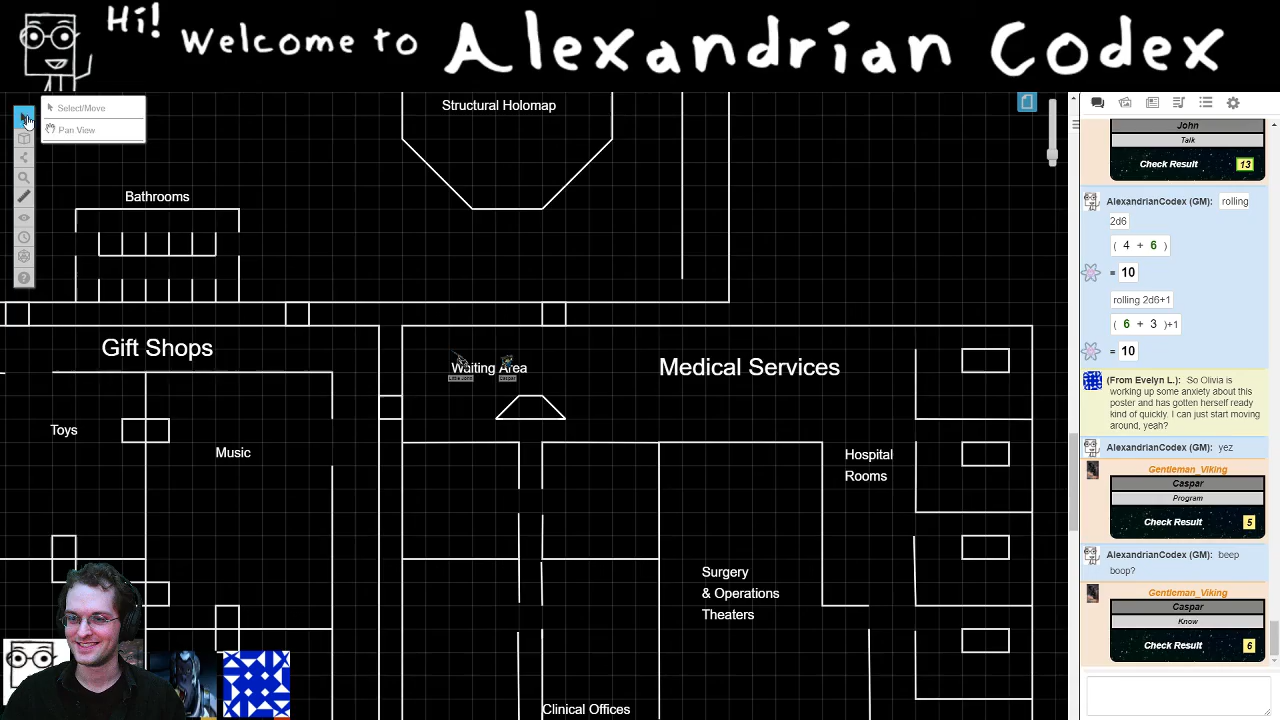 Hi! Welcome to Alexandrian Codex
Select/Move
Pan View
Structural Holomap
Bathrooms
Gift Shops
Toys
Music
Waiting Area
Medical Services
Hospital
Rooms
Surgery
& Operations
Theaters
Clinical Offices
John
Talk
Check Result 13
AlexandrianCodex (GM): rolling
2d6
( 4 + 6 )
= 10
rolling 2d6+1
( 6 + 3 )+1
= 10
(From Evelyn L.): So Olivia is
working up some anxiety about this
poster and has gotten herself ready
kind of quickly. I can just start moving
around, yeah?
AlexandrianCodex (GM): yez
Gentleman_Viking
Caspar
Program
Check Result 5
AlexandrianCodex (GM): beep
boop?
Gentleman_Viking
Caspar
Know
Check Result 6